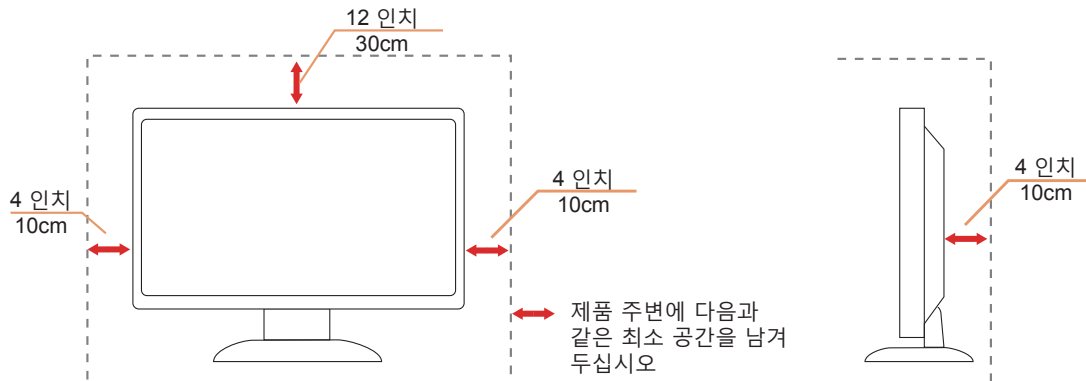 12 인치
30cm
4 인치
10cm
4 인치
10cm
4 인치
10cm
제품 주변에 다음과
같은 최소 공간을 남겨
두십시오